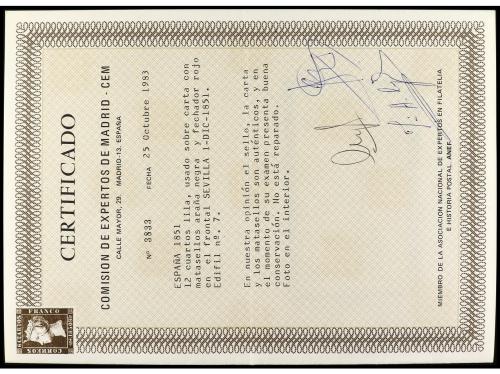 CERTIFICADO
COMISION DE EXPERTOS DE MADRID - CEM
CALLE MAYOR, 29. MADRID-13. ESPAÑA
Nº 3833 FECHA 25 Octubre 1983
ESPAÑA 1851
12 cuartos lila, usado sobre carta con
matasellos araña negra y fechador rojo
en el frontal SEVILLA 1-DIC-1851.
Edifil nº. 7.
En nuestra opinión el sello, la carta
y los matasellos son auténticos, y en
el momento de su examen presenta buena
conservación. No está reparado.
Foto en el interior.
MIEMBRO DE LA ASOCIACION NACIONAL DE EXPERTOS EN FILATELIA
E HISTORIA POSTAL ANEF.
FRANCO
CORREOS